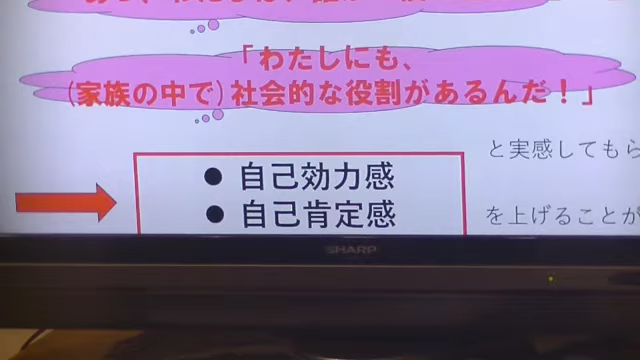 「わたしにも、
(家族の中で)社会的な役割があるんだ！」
と実感してもら
● 自己効力感
● 自己肯定感
を上げることが
SHARP